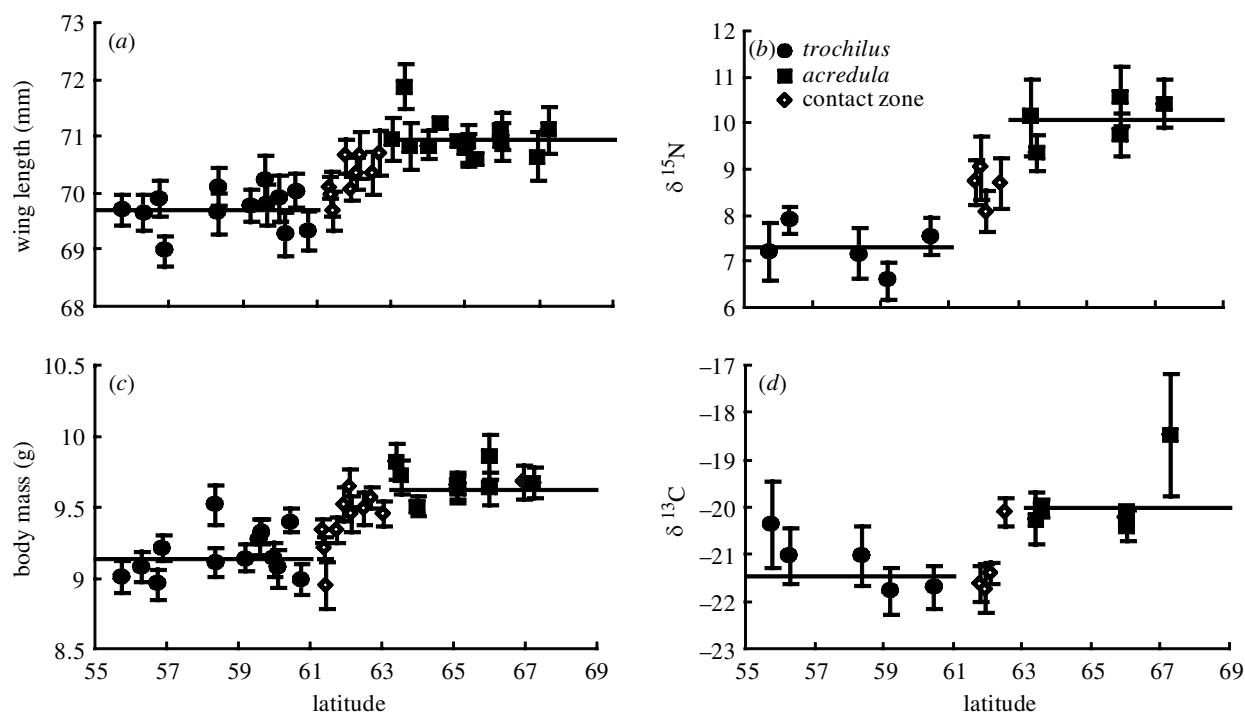 73
72
71
70
69
68
wing length (mm)
(a)
12
11
10
9
8
7
6
δ 15N
(b)
trochilus
acredula
contact zone
10.5
10
9.5
9
8.5
body mass (g)
(c)
55 57 59 61 63 65 67 69
latitude
–17
–18
–19
–20
–21
–22
–23
δ 13C
(d)
55 57 59 61 63 65 67 69
latitude